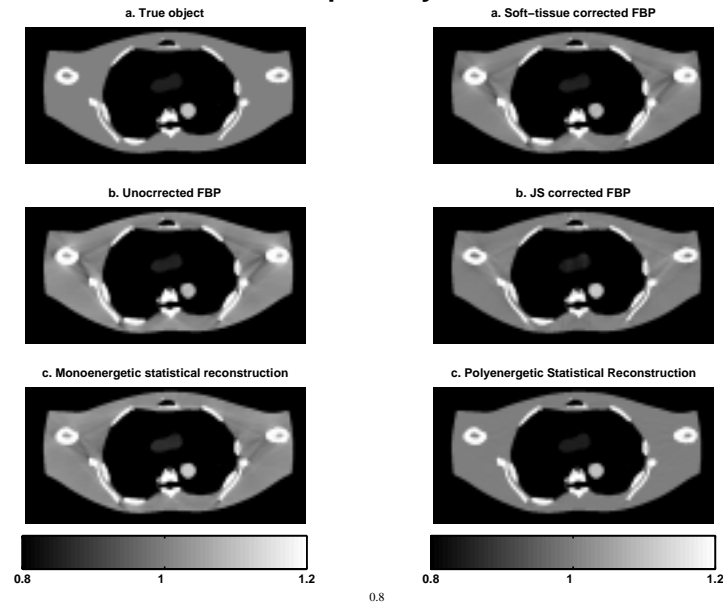 a. True object
a. Soft−tissue corrected FBP
b. Unocrrected FBP
b. JS corrected FBP
c. Monoenergetic statistical reconstruction
c. Polyenergetic Statistical Reconstruction
0.8 1 1.2
0.8 1 1.2
0.8